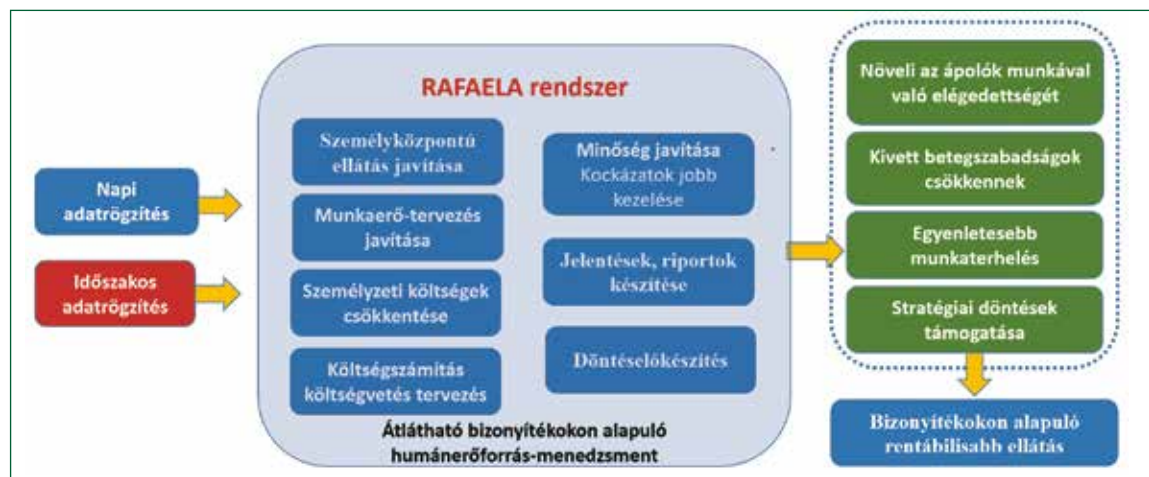 Napi
adatrögzítés
Időszakos
adatrögzítés
RAFAELA rendszer
Személyközpontú
ellátás javítása
Munkaerő-tervezés
javítása
Személyzeti költségek
csökkentése
Költségszámítás
költségvetés tervezés
Minőség javítása
Kockázatok jobb
kezelése
Jelentések, riportok
készítése
Döntéselókészítés
Átlátható bizonyítékokon alapuló
humánerőforrás-menedzsment
Növeli az ápolók munkával
való elégedettségét
Kivett betegszabadságok
csökkennek
Egyenletesebb
munkaterhelés
Stratégiai döntések
támogatása
Bizonyítékokon alapuló
rentábilisabb ellátás